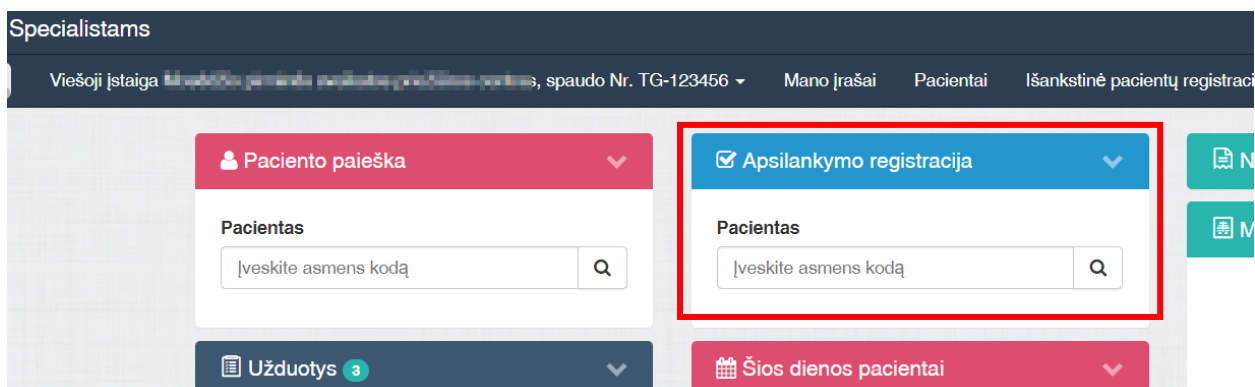 Specialistams
Viešoji įstaiga , spaudo Nr. TG-123456 Mano įrašai Pacientai Išankstinė pacientų registraci
Paciento paieška
Pacientas
Įveskite asmens kodą
Apsilankymo registracija
Pacientas
Įveskite asmens kodą
N
M
Užduotys 3
Šios dienos pacientai